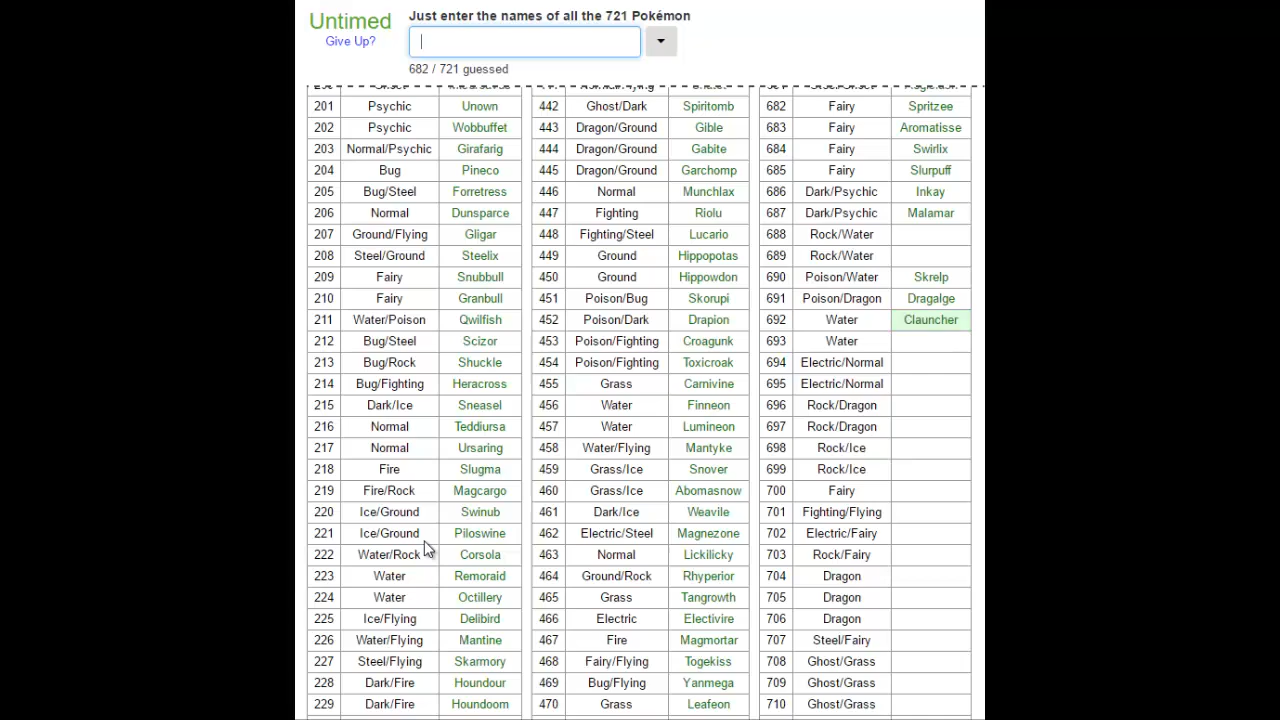 Untimed
Just enter the names of all the 721 Pokémon
Give Up?
682 / 721 guessed
201 Psychic Unown 442 Ghost/Dark Spiritomb 682 Fairy Spritzee
202 Psychic Wobbuffet 443 Dragon/Ground Gible 683 Fairy Aromatisse
203 Normal/Psychic Girafarig 444 Dragon/Ground Gabite 684 Fairy Swirlix
204 Bug Pineco 445 Dragon/Ground Garchomp 685 Fairy Slurpuff
205 Bug/Steel Forretress 446 Normal Munchlax 686 Dark/Psychic Inkay
206 Normal Dunsparce 447 Fighting Riolu 687 Dark/Psychic Malamar
207 Ground/Flying Gligar 448 Fighting/Steel Lucario 688 Rock/Water
208 Steel/Ground Steelix 449 Ground Hippopotas 689 Rock/Water
209 Fairy Snubbull 450 Ground Hippowdon 690 Poison/Water Skrelp
210 Fairy Granbull 451 Poison/Bug Skorupi 691 Poison/Dragon Dragalge
211 Water/Poison Qwilfish 452 Poison/Dark Drapion 692 Water Clauncher
212 Bug/Steel Scizor 453 Poison/Fighting Croagunk 693 Water
213 Bug/Rock Shuckle 454 Poison/Fighting Toxicroak 694 Electric/Normal
214 Bug/Fighting Heracross 455 Grass Carnivine 695 Electric/Normal
215 Dark/Ice Sneasel 456 Water Finneon 696 Rock/Dragon
216 Normal Teddiursa 457 Water Lumineon 697 Rock/Dragon
217 Normal Ursaring 458 Water/Flying Mantyke 698 Rock/Ice
218 Fire Slugma 459 Grass/Ice Snover 699 Rock/Ice
219 Fire/Rock Magcargo 460 Grass/Ice Abomasnow 700 Fairy
220 Ice/Ground Swinub 461 Dark/Ice Weavile 701 Fighting/Flying
221 Ice/Ground Piloswine 462 Electric/Steel Magnezone 702 Electric/Fairy
222 Water/Rock Corsola 463 Normal Lickilicky 703 Rock/Fairy
223 Water Remoraid 464 Ground/Rock Rhyperior 704 Dragon
224 Water Octillery 465 Grass Tangrowth 705 Dragon
225 Ice/Flying Delibird 466 Electric Electivire 706 Dragon
226 Water/Flying Mantine 467 Fire Magmortar 707 Steel/Fairy
227 Steel/Flying Skarmory 468 Fairy/Flying Togekiss 708 Ghost/Grass
228 Dark/Fire Houndour 469 Bug/Flying Yanmega 709 Ghost/Grass
229 Dark/Fire Houndoom 470 Grass Leafeon 710 Ghost/Grass